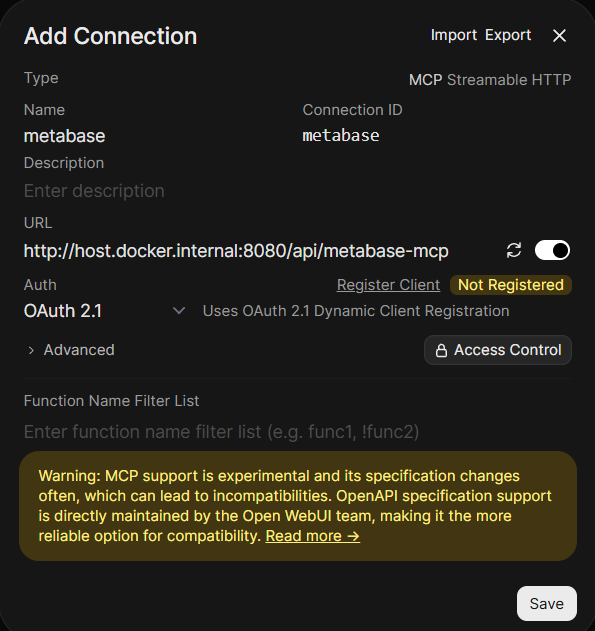 Add Connection
Import Export
Type
MCP Streamable HTTP
Name
Connection ID
metabase
metabase
Description
Enter description
URL
http://host.docker.internal:8080/api/metabase-mcp
Auth
Register Client Not Registered
OAuth 2.1
Uses OAuth 2.1 Dynamic Client Registration
Advanced
Access Control
Function Name Filter List
Enter function name filter list (e.g. func1, !func2)
Warning: MCP support is experimental and its specification changes
often, which can lead to incompatibilities. OpenAPI specification support
is directly maintained by the Open WebUI team, making it the more
reliable option for compatibility. Read more →
Save